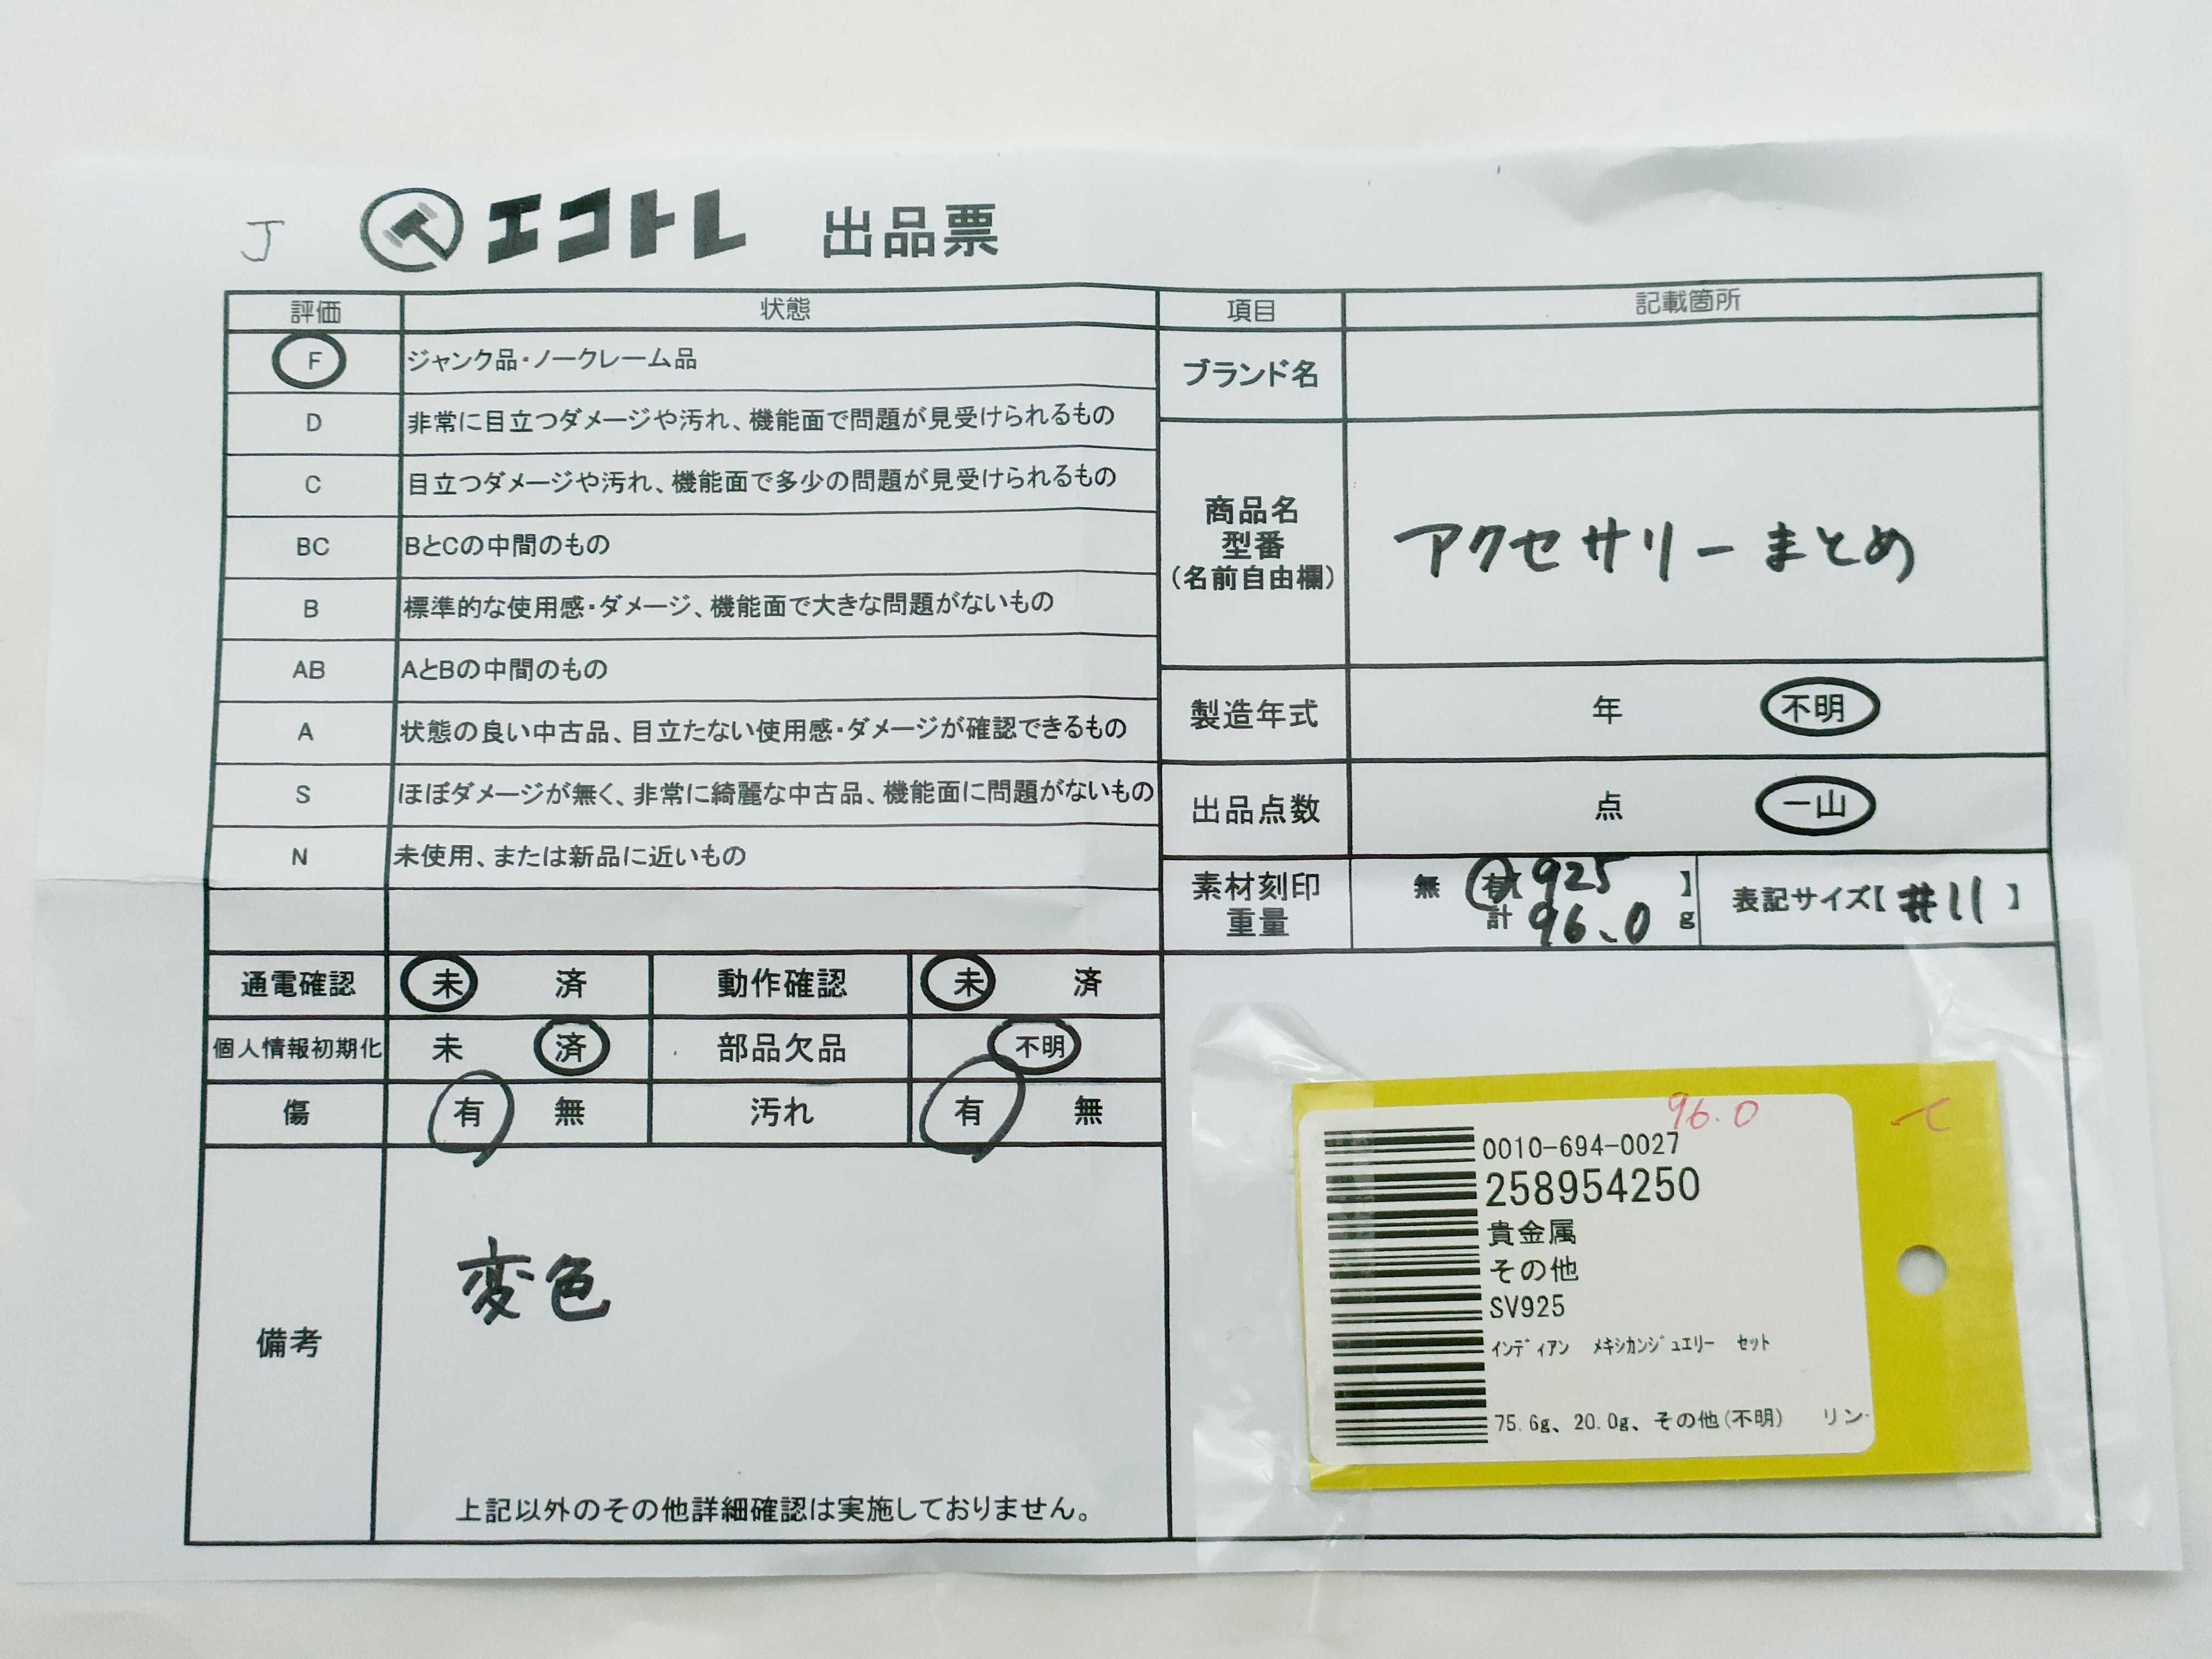 J エコトレ 出品票
評価 状態
F ジャンク品・ノークレーム品
D 非常に目立つダメージや汚れ、機能面で問題が見受けられるもの
C 目立つダメージや汚れ、機能面で多少の問題が見受けられるもの
BC BとCの中間のもの
B 標準的な使用感・ダメージ、機能面で大きな問題がないもの
AB AとBの中間のもの
A 状態の良い中古品、目立たない使用感・ダメージが確認できるもの
S ほぼダメージが無く、非常に綺麗な中古品、機能面に問題がないもの
N 未使用、または新品に近いもの
通電確認 未 済 動作確認 未 済
個人情報初期化 未 済 部品欠品 不明
傷 有 無 汚れ 有 無
備考
変色
上記以外のその他詳細確認は実施しておりません。
項目 記載箇所
ブランド名
商品名
型番
(名前自由欄)
アクセサリーまとめ
製造年式 年 不明
出品点数 点 一山
素材刻印 無 有【925】
重量 計 96.0 g
表記サイズ【#11】
96.0
0010-694-0027
258954250
貴金属
その他
SV925
インディアン メキシカンジュエリー セット
75.6g、20.0g、その他(不明) リン